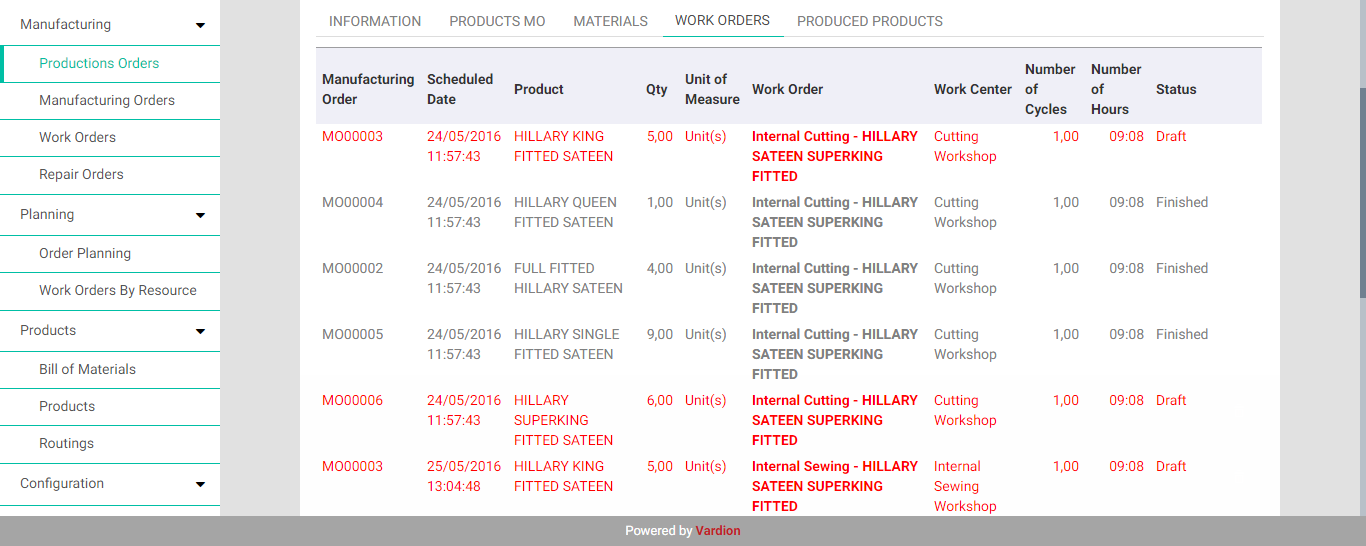 Manufacturing
Productions Orders
Manufacturing Orders
Work Orders
Repair Orders
Planning
Order Planning
Work Orders By Resource
Products
Bill of Materials
Products
Routings
Configuration
INFORMATION PRODUCTS MO MATERIALS WORK ORDERS PRODUCED PRODUCTS
Manufacturing Order Scheduled Date Product Qty Unit of Measure Work Order Work Center Number of Cycles Number of Hours Status
MO00003 24/05/2016 HILLARY KING 5,00 Unit(s) Internal Cutting - HILLARY Cutting 1,00 09:08 Draft
11:57:43 FITTED SATEEN SATEEN SUPERKING Workshop
FITTED
MO00004 24/05/2016 HILLARY QUEEN 1,00 Unit(s) Internal Cutting - HILLARY Cutting 1,00 09:08 Finished
11:57:43 FITTED SATEEN SATEEN SUPERKING Workshop
FITTED
MO00002 24/05/2016 FULL FITTED 4,00 Unit(s) Internal Cutting - HILLARY Cutting 1,00 09:08 Finished
11:57:43 HILLARY SATEEN SATEEN SUPERKING Workshop
FITTED
MO00005 24/05/2016 HILLARY SINGLE 9,00 Unit(s) Internal Cutting - HILLARY Cutting 1,00 09:08 Finished
11:57:43 FITTED SATEEN SATEEN SUPERKING Workshop
FITTED
MO00006 24/05/2016 HILLARY 6,00 Unit(s) Internal Cutting - HILLARY Cutting 1,00 09:08 Draft
11:57:43 SUPERKING SATEEN SUPERKING Workshop
FITTED SATEEN FITTED
MO00003 25/05/2016 HILLARY KING 5,00 Unit(s) Internal Sewing - HILLARY Internal 1,00 09:08 Draft
13:04:48 FITTED SATEEN SATEEN SUPERKING Sewing
FITTED Workshop
Powered by Vardion